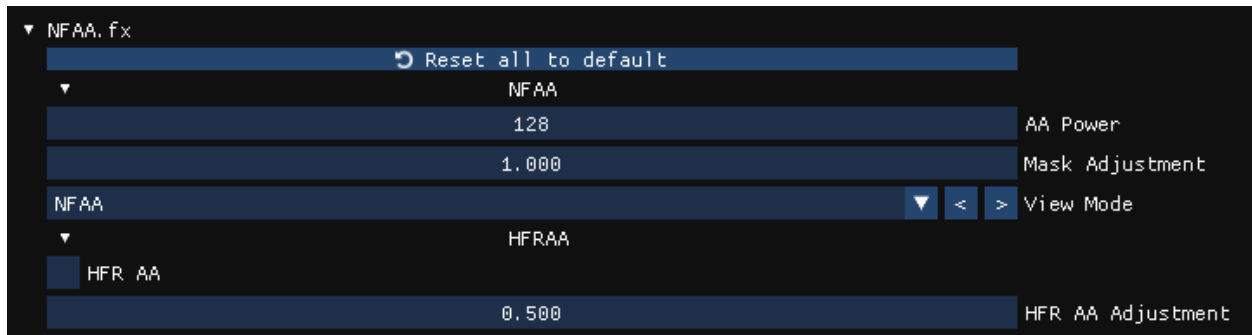 NFAA.fx
Reset all to default
NFAA
128 AA Power
1.000 Mask Adjustment
NFAA < > View Mode
HFRAA
HFR AA
0.500 HFR AA Adjustment